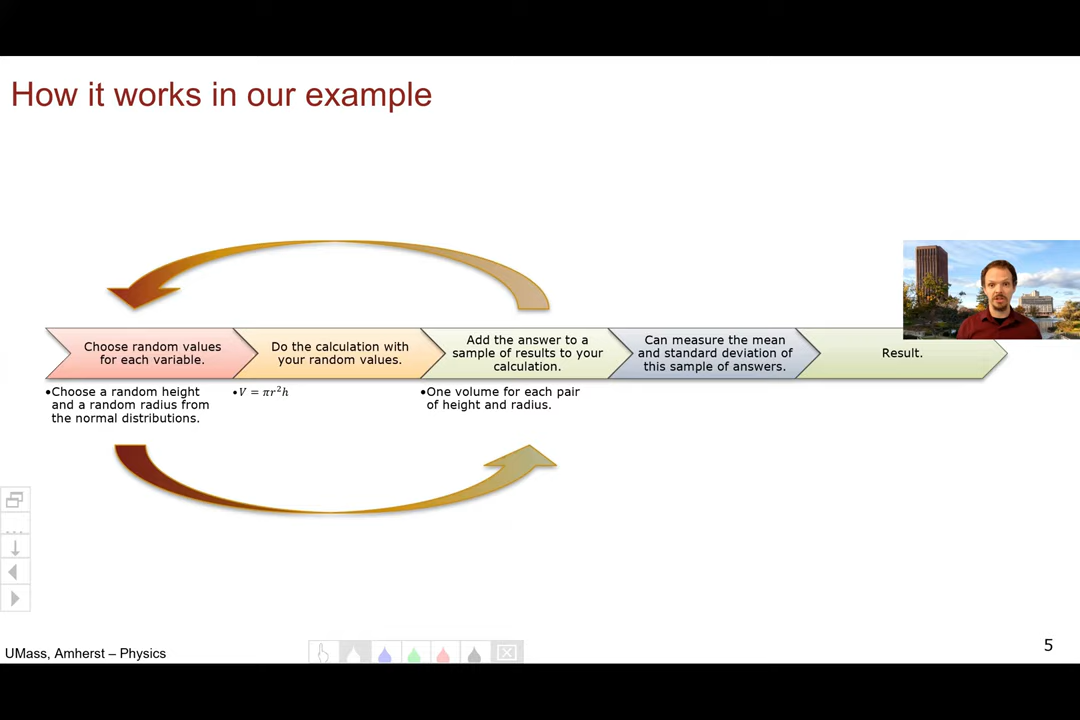 How it works in our example
Choose random values
for each variable.
Do the calculation with
your random values.
Add the answer to a
sample of results to your
calculation.
Can measure the mean
and standard deviation of
this sample of answers.
Result.
•Choose a random height
and a random radius from
the normal distributions.
•V = πr²h
•One volume for each pair
of height and radius.
UMass, Amherst – Physics
5